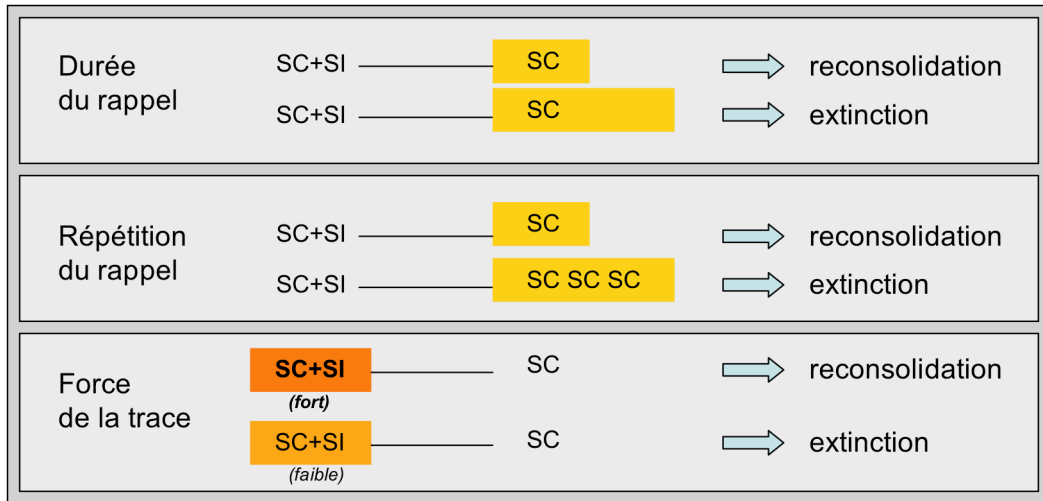 Durée
du rappel
SC+SI SC reconsolidation
SC+SI SC extinction
Répétition
du rappel
SC+SI SC reconsolidation
SC+SI SC SC SC extinction
Force
de la trace
SC+SI SC reconsolidation
(fort)
SC+SI SC extinction
(faible)